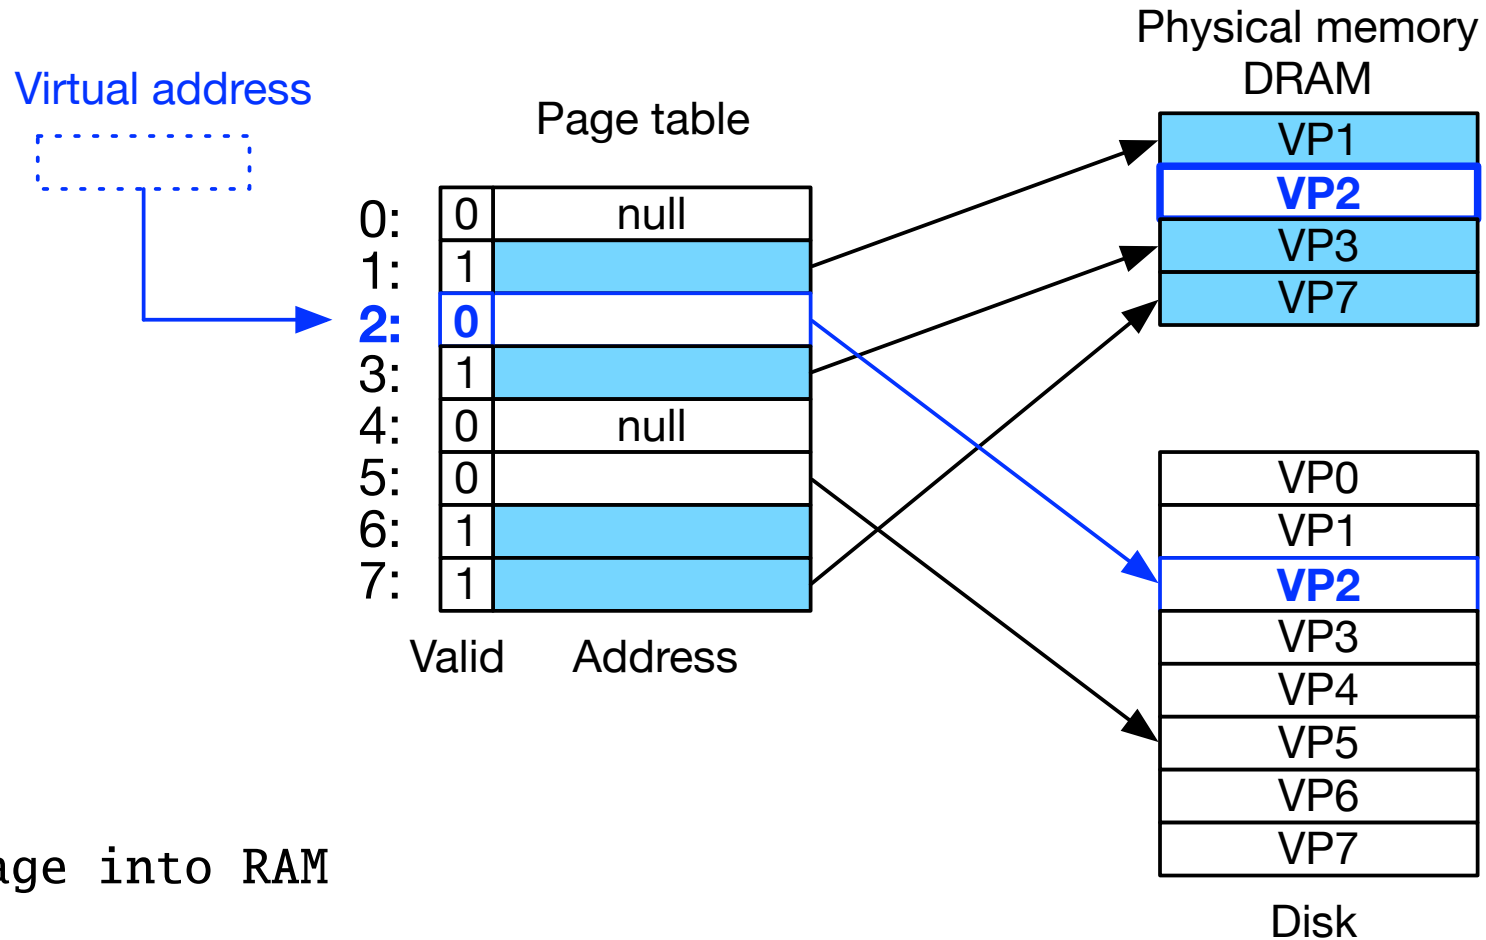 Physical memory
DRAM
Virtual address
Page table
VP1
VP2
VP3
VP7
0: 0 null
1: 1
2: 0
3: 1
4: 0 null
5: 0
6: 1
7: 1
Valid Address
VP0
VP1
VP2
VP3
VP4
VP5
VP6
VP7
Disk
age into RAM